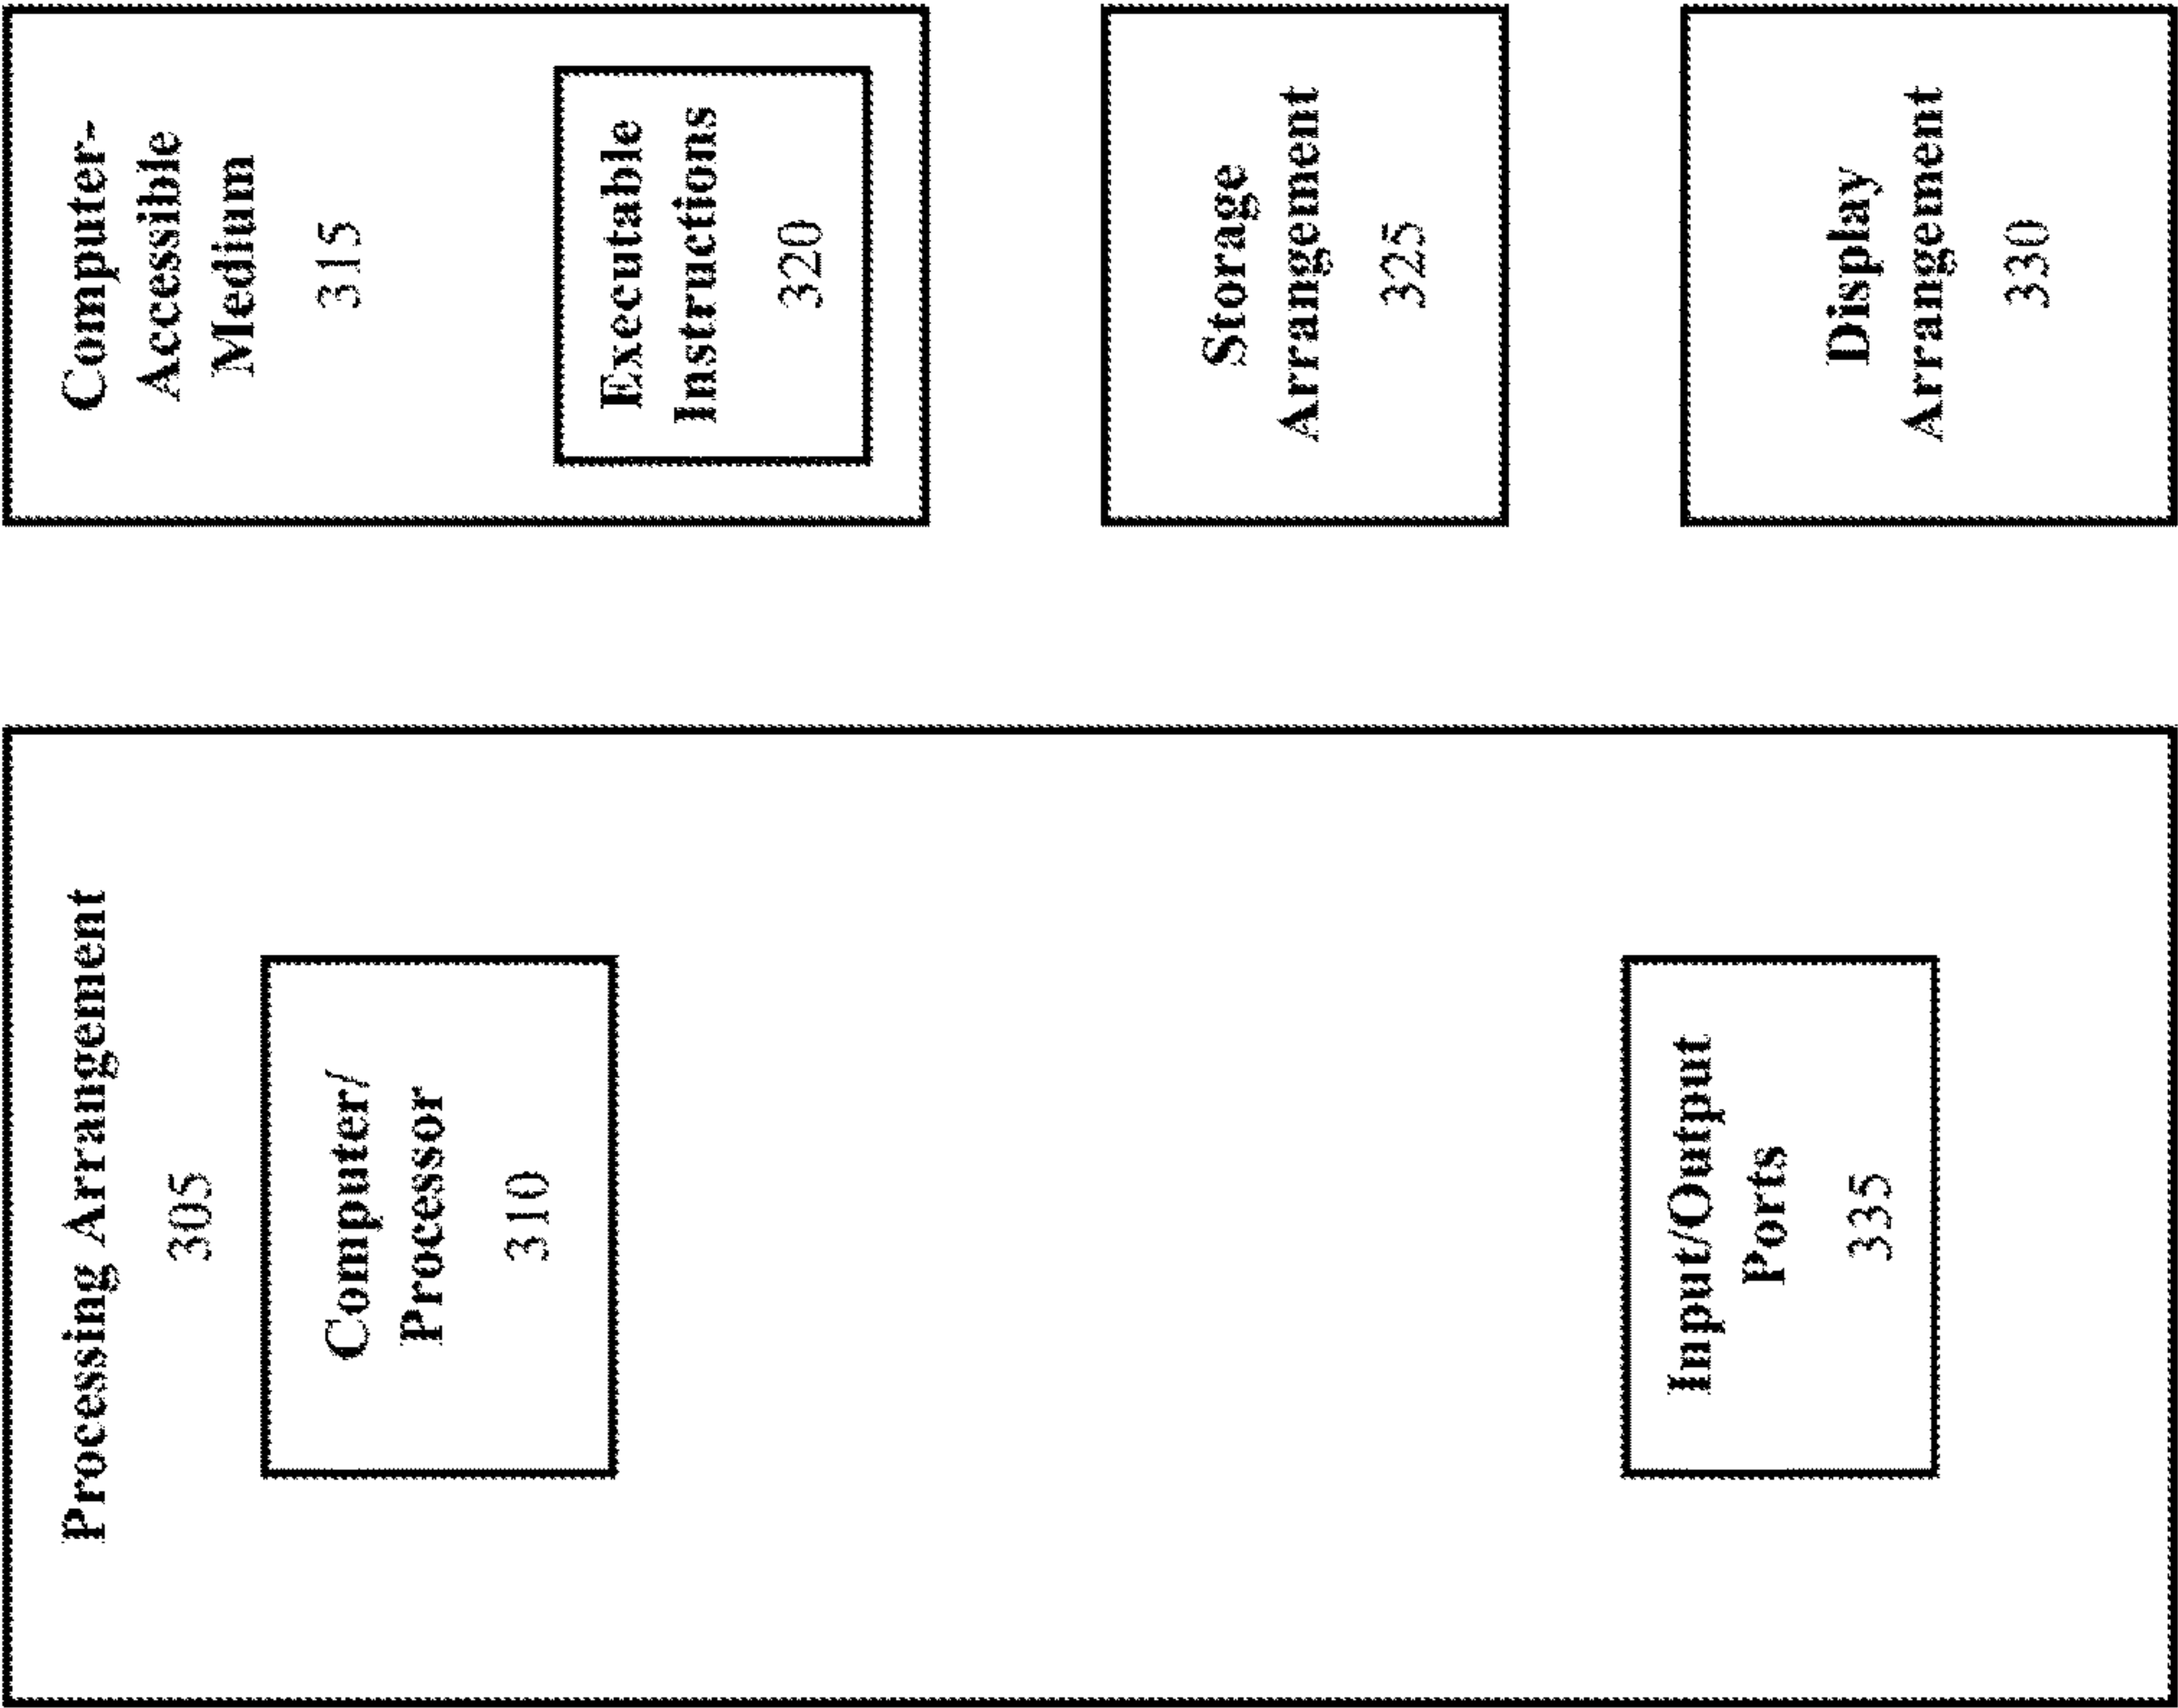 Processing Arrangement
305
Computer/
Processor
310
Input/Output
Ports
335
Computer-
Accessible
Medium
315
Executable
Instructions
320
Storage
Arrangement
325
Display
Arrangement
330